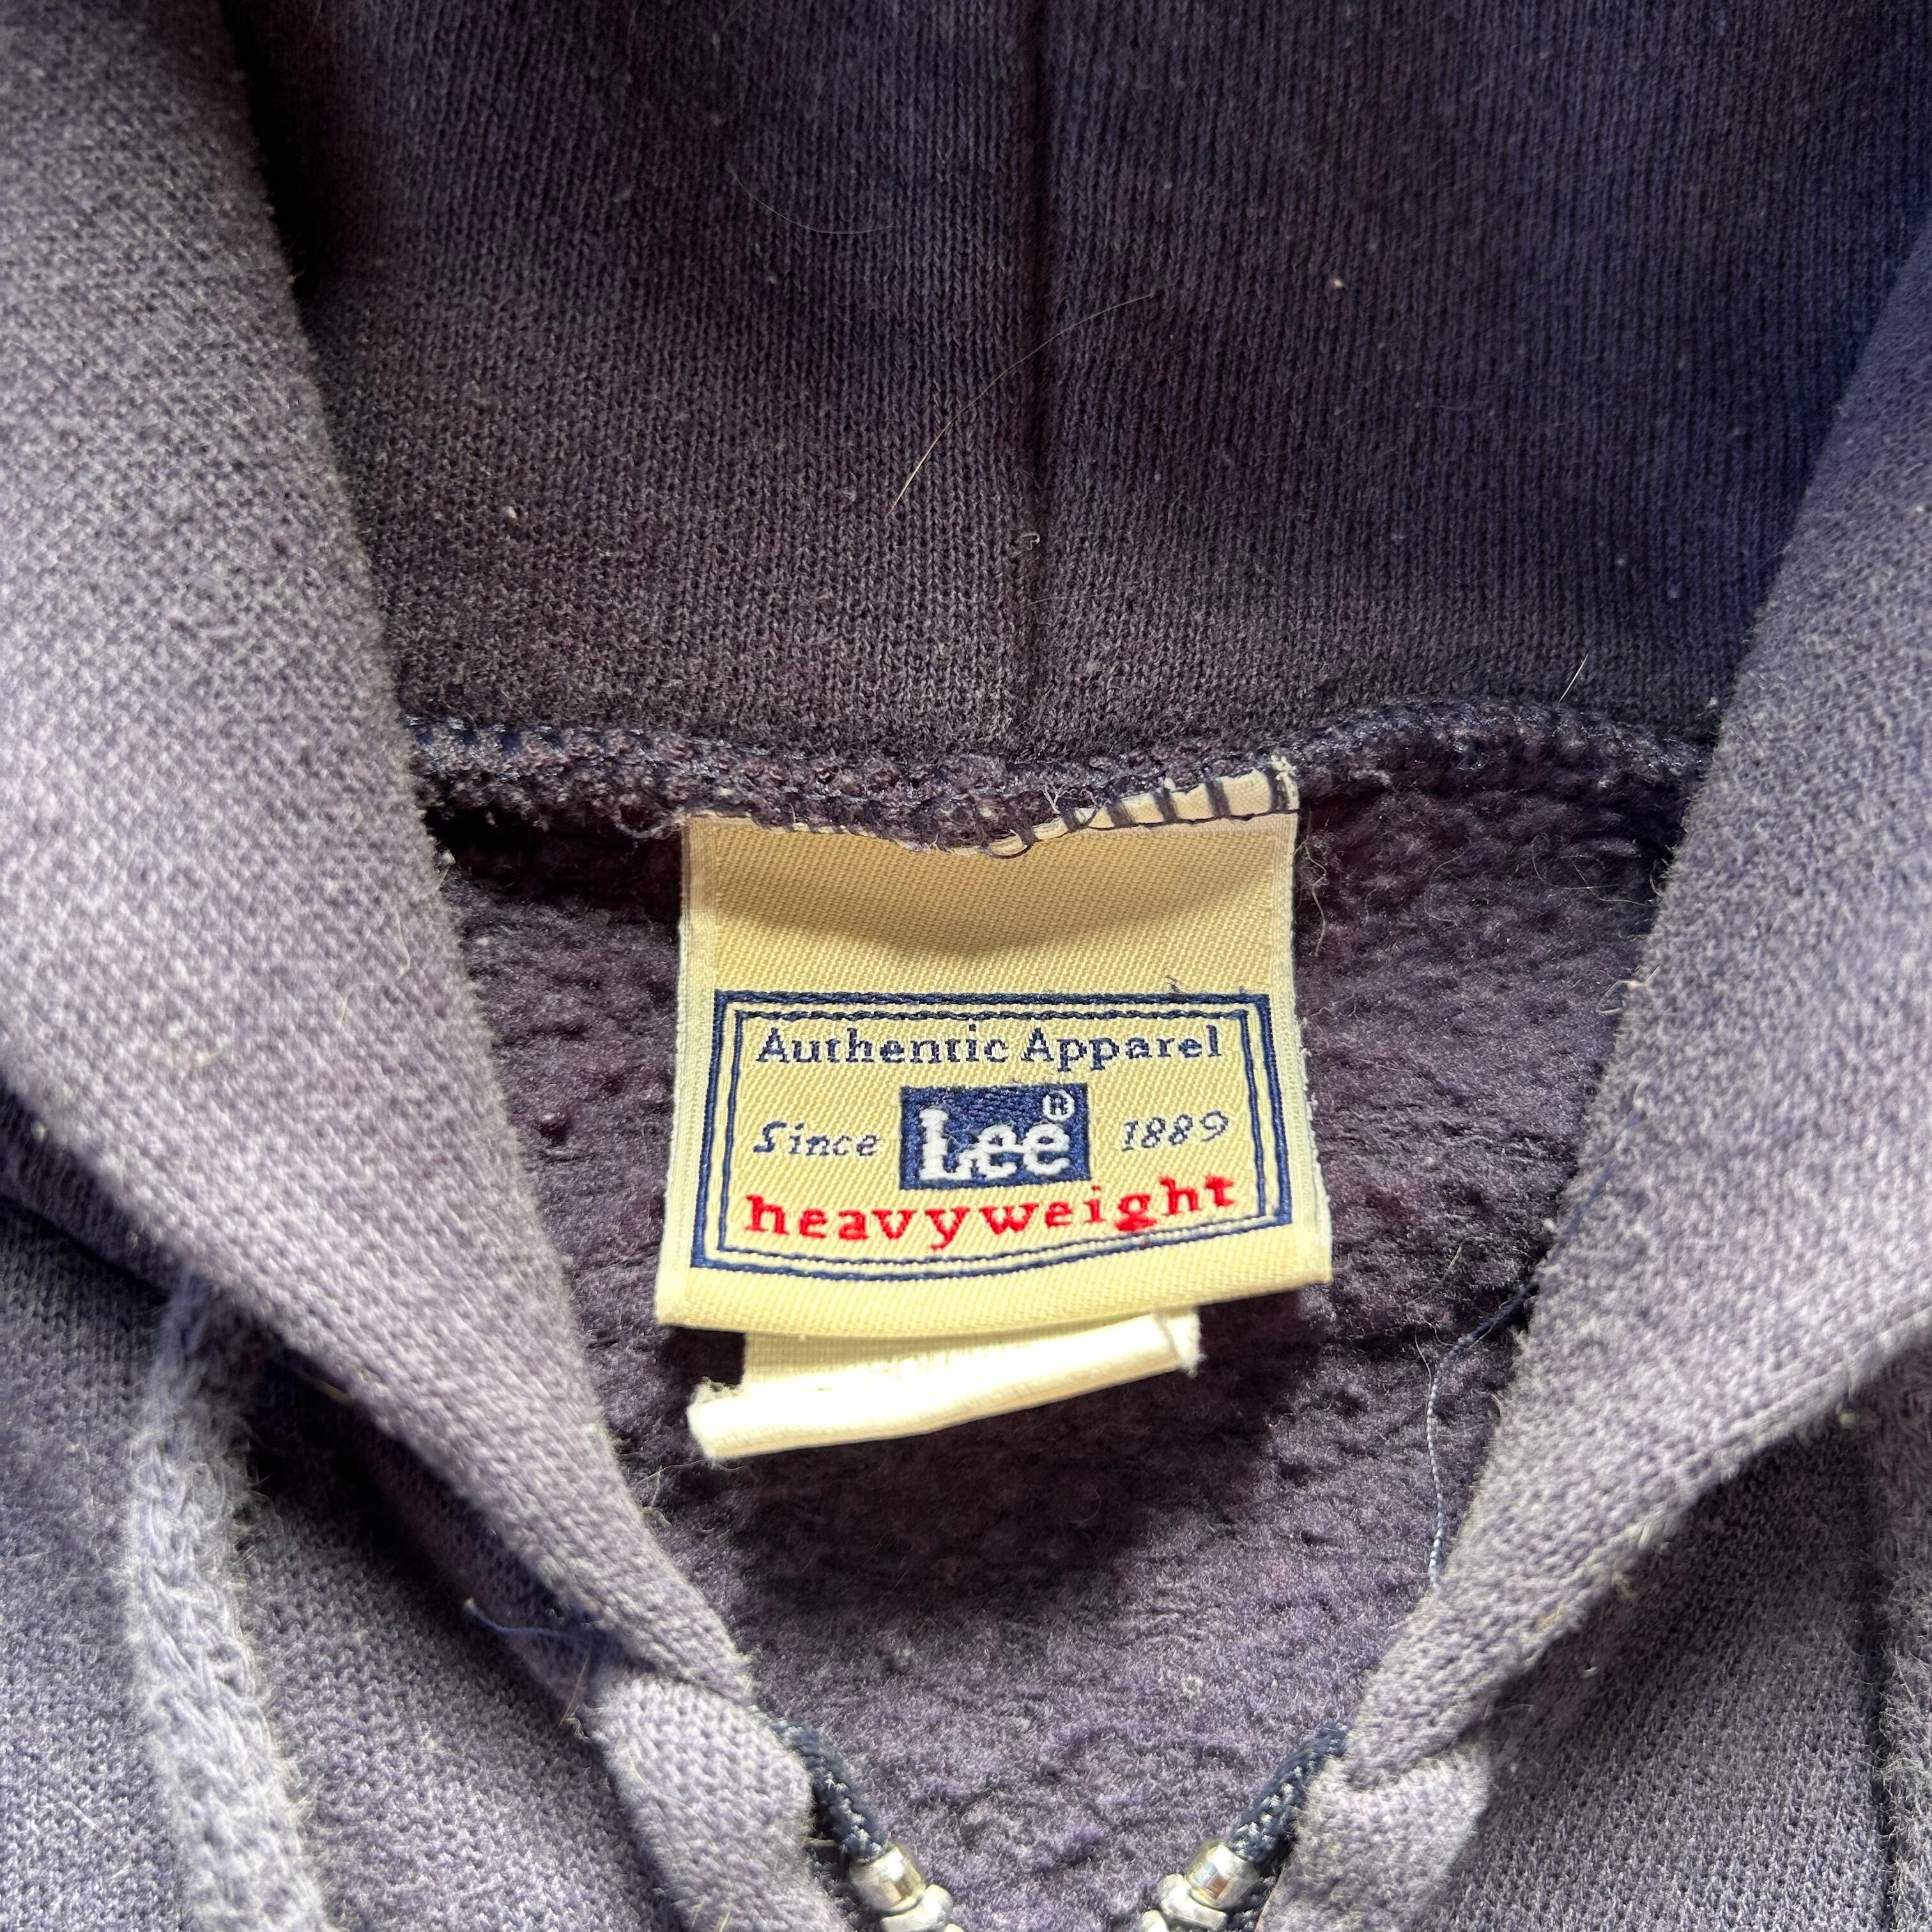 Authentic Apparel
Since Lee® 1889
heavyweight